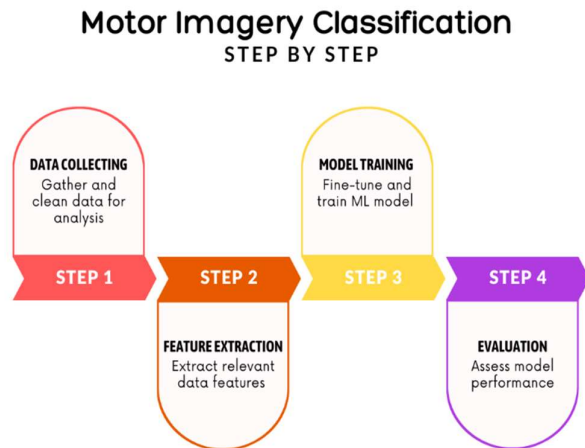 Motor Imagery Classification
STEP BY STEP
DATA COLLECTING
Gather and
clean data for
analysis
STEP 1
STEP 2
FEATURE EXTRACTION
Extract relevant
data features
MODEL TRAINING
Fine-tune and
train ML model
STEP 3
STEP 4
EVALUATION
Assess model
performance